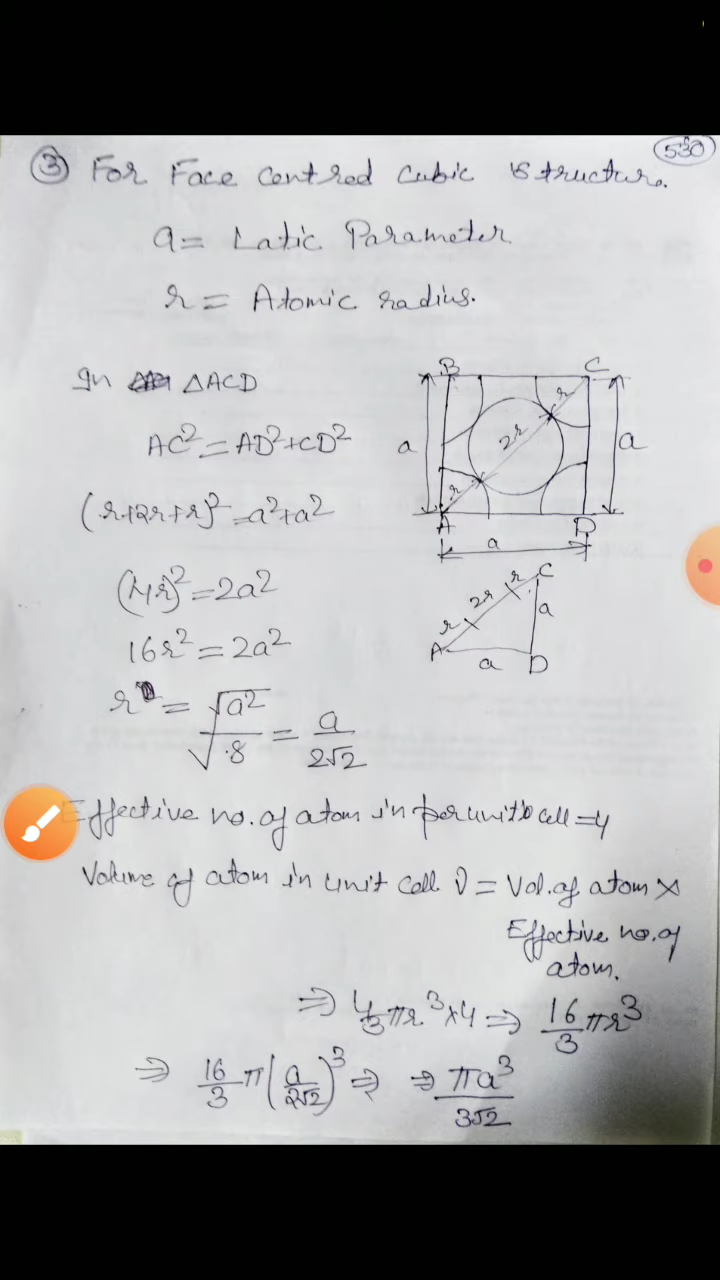 530
③ For Face Centred Cubic Structure.
a = Latic Parameter
r = Atomic radius.
In △ACD
AC² = AD² + CD²
(r+2r+r)² = a² + a²
(4r)² = 2a²
16r² = 2a²
r = √a² / √8 = a / 2√2
B C
a r 2r r a
A D
a
C
r 2r r a
A a D
Effective no. of atom in per unit cell = 4
Volume of atom in unit cell V = Vol. of atom ×
Effective no. of
atom.
⇒ 4/3 πr³ × 4 ⇒ 16/3 πr³
⇒ 16/3 π (a / 2√2)³ ⇒ ⇒ πa³ / 3√2